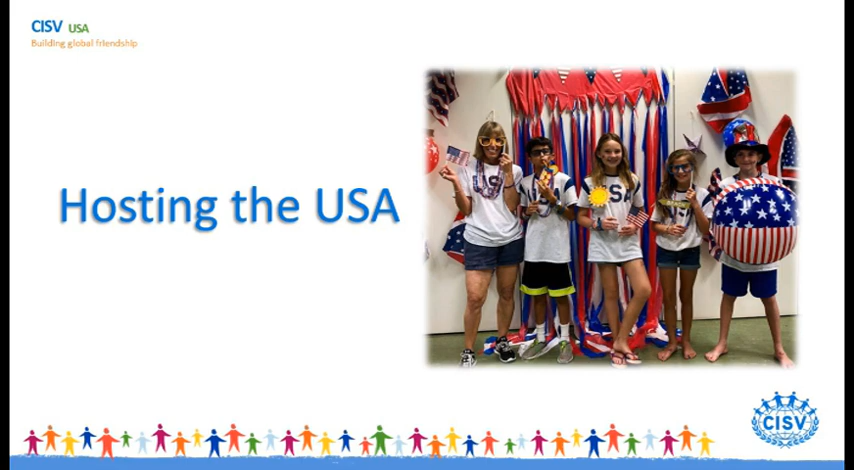 CISV USA
Building global friendship
Hosting the USA
USA
USA
CISV